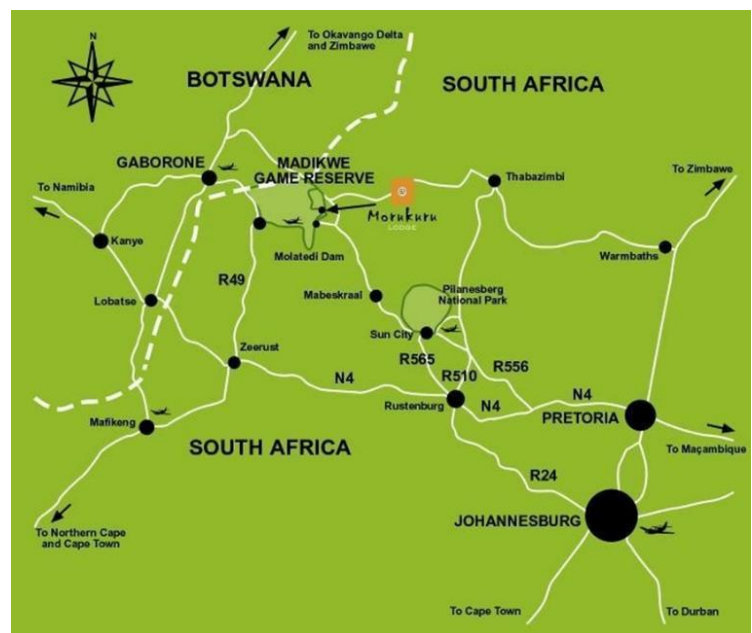 N
To Okavango Delta
and Zimbawe
BOTSWANA
SOUTH AFRICA
GABORONE
MADIKWE
GAME RESERVE
To Zimbawe
Thabazimbi
To Namibia
Morukuru
LODGE
Kanye
Molatedi Dam
Warmbaths
R49
Pilanesberg
National Park
Lobatse
Mabeskraal
Sun City
Zeerust
R565
R556
N4
R510
N4
Rustenburg
N4
PRETORIA
Mafikeng
SOUTH AFRICA
To Maçambique
R24
JOHANNESBURG
To Northern Cape
and Cape Town
To Cape Town
To Durban